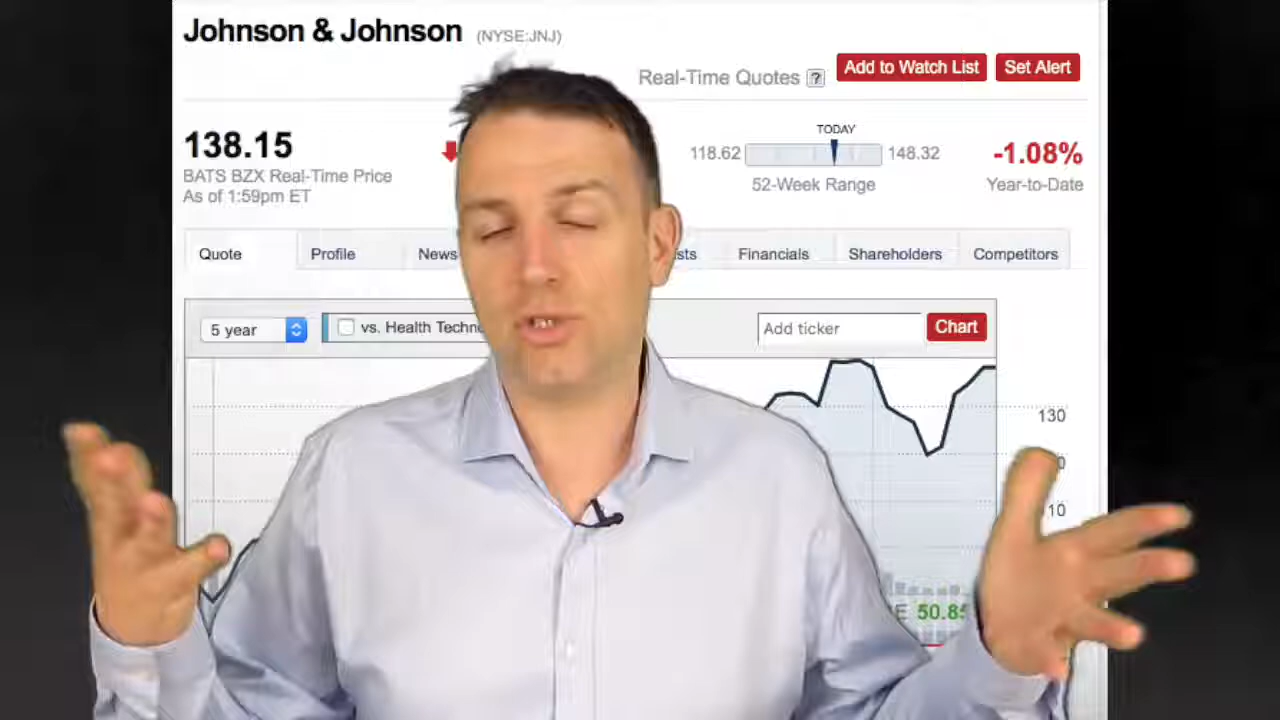 Johnson & Johnson (NYSE:JNJ)
Real-Time Quotes ? Add to Watch List Set Alert
TODAY
138.15 118.62 148.32 -1.08%
BATS BZX Real-Time Price 52-Week Range Year-to-Date
As of 1:59pm ET
Quote Profile News Financials Shareholders Competitors
5 year vs. Health Techno Add ticker Chart
130
10
50.85